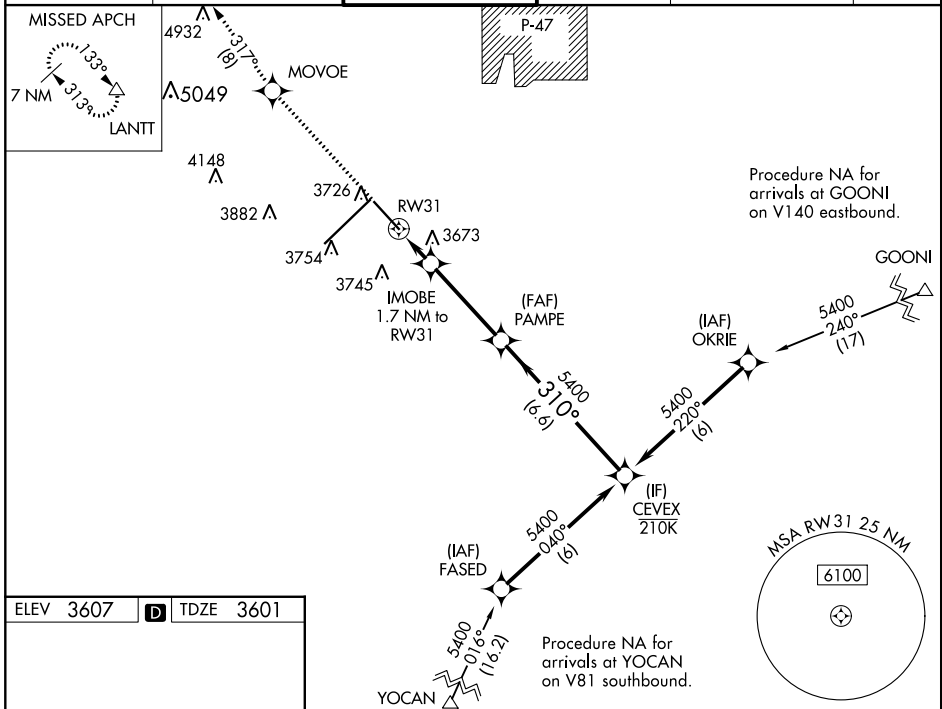 MISSED APCH
133°
313°
7 NM
LANTT
4932
317°
(8)
MOVOE
5049
P-47
4148
3882
3726
RW31
3673
3754
3745
IMOBE
1.7 NM to
RW31
(FAF)
PAMPE
Procedure NA for
arrivals at GOONI
on V140 eastbound.
GOONI
5400
240°
(17)
(IAF)
OKRIE
5400
220°
(6)
5400
310°
(6.6)
(IF)
CEVEX
210K
5400
040°
(6)
(IAF)
FASED
5400
016°
(16.2)
YOCAN
Procedure NA for
arrivals at YOCAN
on V81 southbound.
MSA RW31 25 NM
6100
ELEV 3607 D TDZE 3601